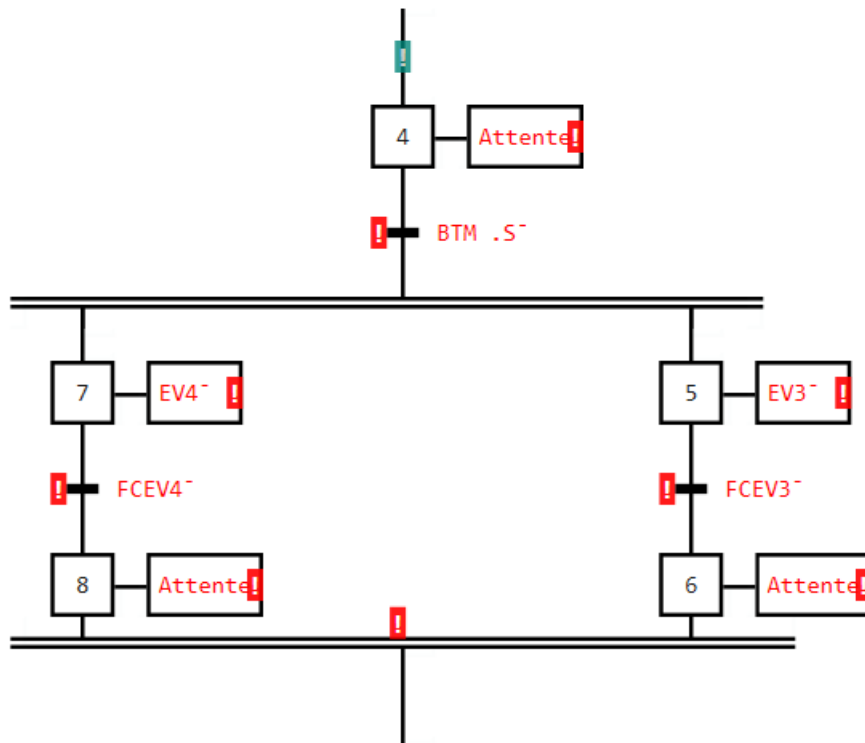 !
4 Attente!
! BTM .S⁻
7 EV4⁻ ! 5 EV3⁻ !
! FCEV4⁻ ! FCEV3⁻
8 Attente! 6 Attente!
!